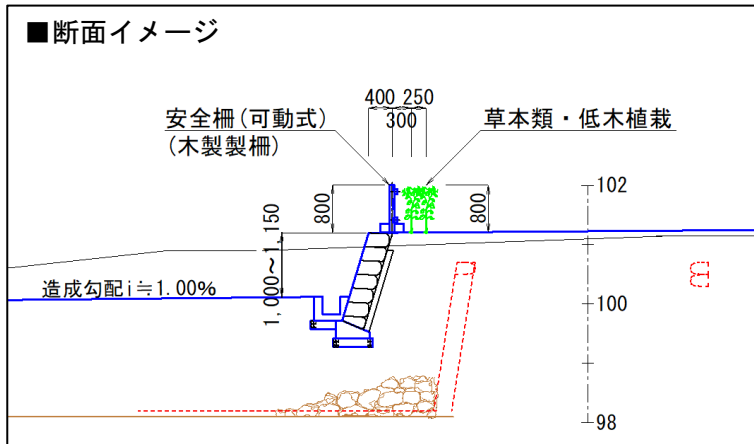 ■断面イメージ
400 250
300
安全柵(可動式)
(木製製柵)
草本類・低木植栽
800
800
102
1,000～1,150
造成勾配i≒1.00%
100
98